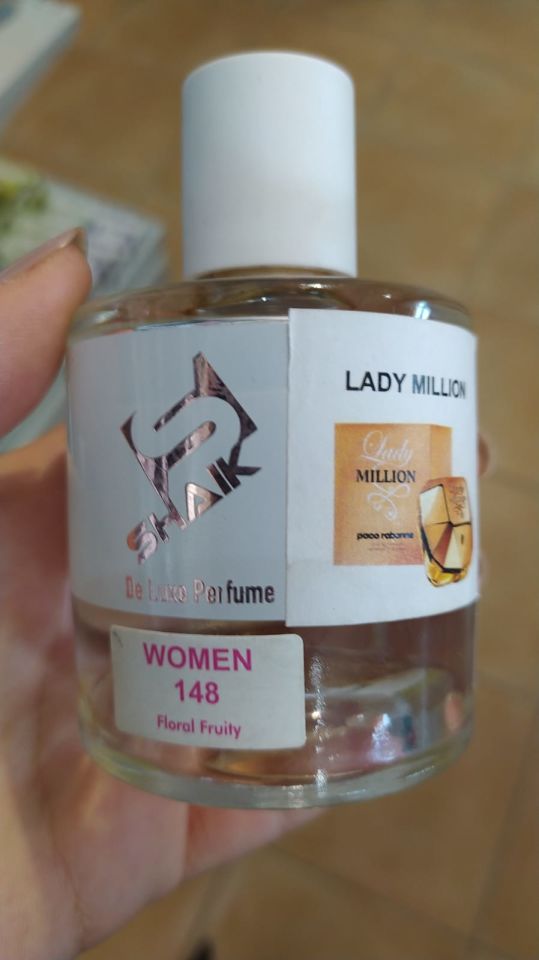 SHAIK
De Luxe Perfume
LADY MILLION
Lady
MILLION
paco rabanne
WOMEN
148
Floral Fruity